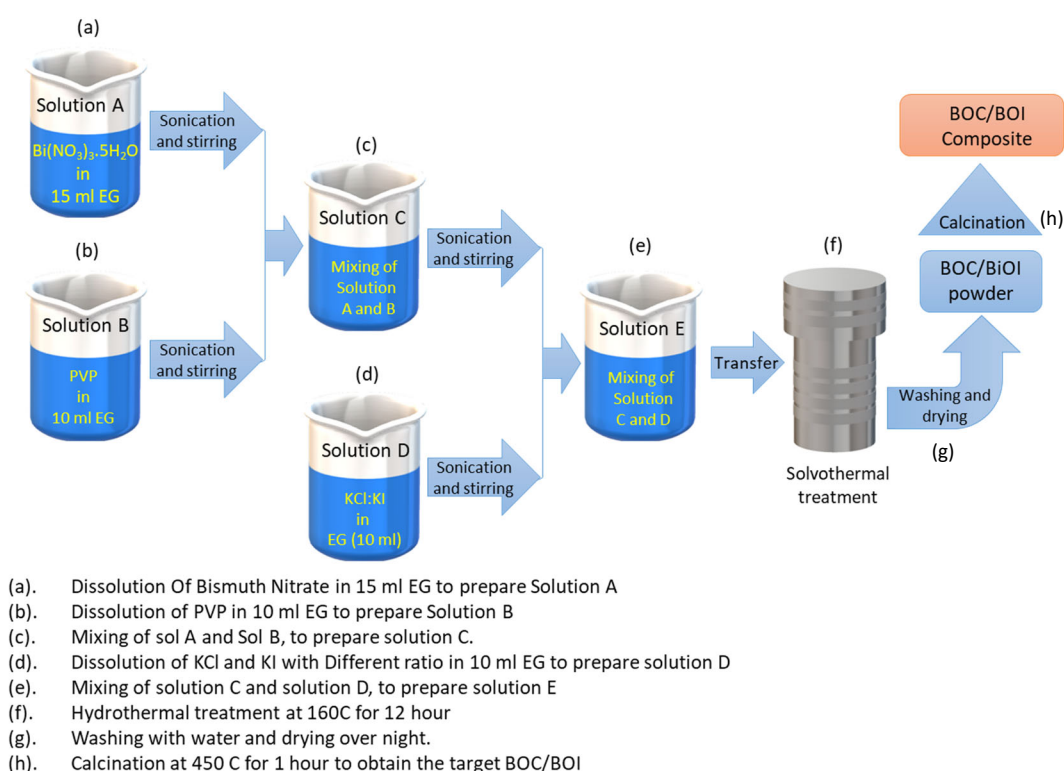 (a)
Solution A
Bi(NO₃)₃.5H₂O
in
15 ml EG
Sonication
and stirring
(b)
Solution B
PVP
in
10 ml EG
Sonication
and stirring
(c)
Solution C
Mixing of
Solution
A and B
Sonication
and stirring
(d)
Solution D
KCl:KI
in
EG (10 ml)
Sonication
and stirring
(e)
Solution E
Mixing of
Solution
C and D
Transfer
(f)
Solvothermal
treatment
Washing and
drying
(g)
BOC/BiOI
powder
Calcination
(h)
BOC/BOI
Composite
(a). Dissolution Of Bismuth Nitrate in 15 ml EG to prepare Solution A
(b). Dissolution of PVP in 10 ml EG to prepare Solution B
(c). Mixing of sol A and Sol B, to prepare solution C.
(d). Dissolution of KCl and KI with Different ratio in 10 ml EG to prepare solution D
(e). Mixing of solution C and solution D, to prepare solution E
(f). Hydrothermal treatment at 160C for 12 hour
(g). Washing with water and drying over night.
(h). Calcination at 450 C for 1 hour to obtain the target BOC/BOI